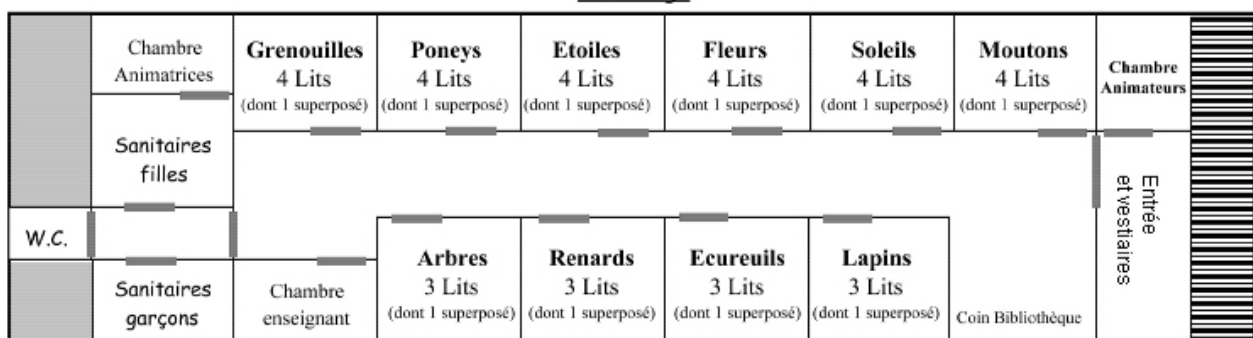 Chambre
Animatrices
Grenouilles
4 Lits
(dont 1 superposé)
Poneys
4 Lits
(dont 1 superposé)
Etoiles
4 Lits
(dont 1 superposé)
Fleurs
4 Lits
(dont 1 superposé)
Soleils
4 Lits
(dont 1 superposé)
Moutons
4 Lits
(dont 1 superposé)
Chambre
Animateurs
Sanitaires
filles
Entrée
et vestiaires
W.C.
Sanitaires
garçons
Chambre
enseignant
Arbres
3 Lits
(dont 1 superposé)
Renards
3 Lits
(dont 1 superposé)
Ecureuils
3 Lits
(dont 1 superposé)
Lapins
3 Lits
(dont 1 superposé)
Coin Bibliothèque